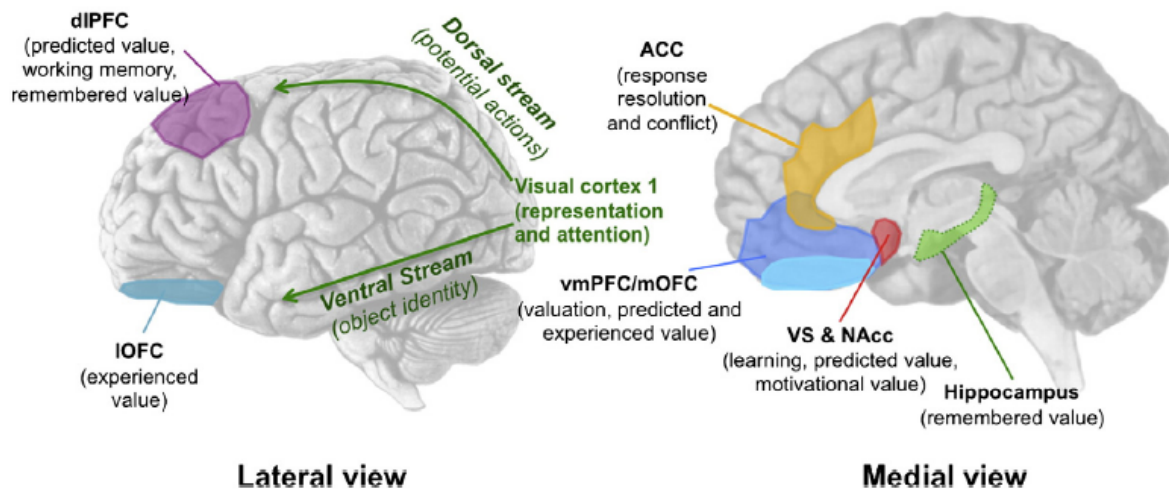 dlPFC
(predicted value,
working memory,
remembered value)
Dorsal stream
(potential actions)
Visual cortex 1
(representation
and attention)
Ventral Stream
(object identity)
lOFC
(experienced
value)
Lateral view
ACC
(response
resolution
and conflict)
vmPFC/mOFC
(valuation, predicted and
experienced value)
VS & NAcc
(learning, predicted value,
motivational value)
Hippocampus
(remembered value)
Medial view